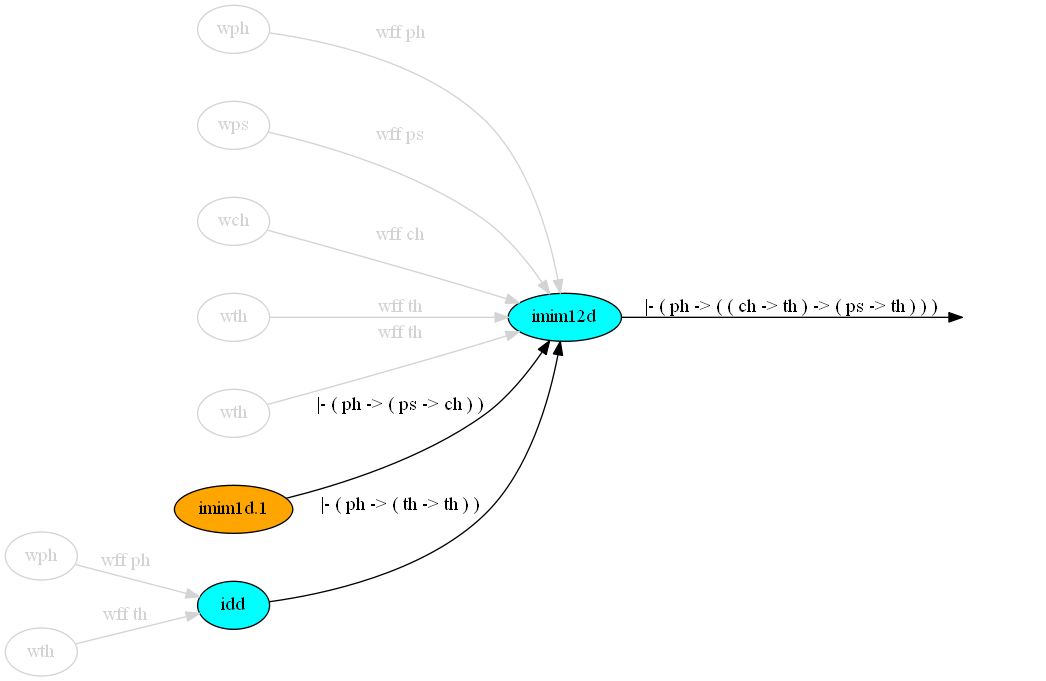 wph
wff ph
wps
wff ps
wch
wff ch
wth
wff th
imim12d
|- ( ph -> ( ( ch -> th ) -> ( ps -> th ) ) )
wff th
wth
|- ( ph -> ( ps -> ch ) )
imim1d.1
|- ( ph -> ( th -> th ) )
wph
wff ph
idd
wff th
wth